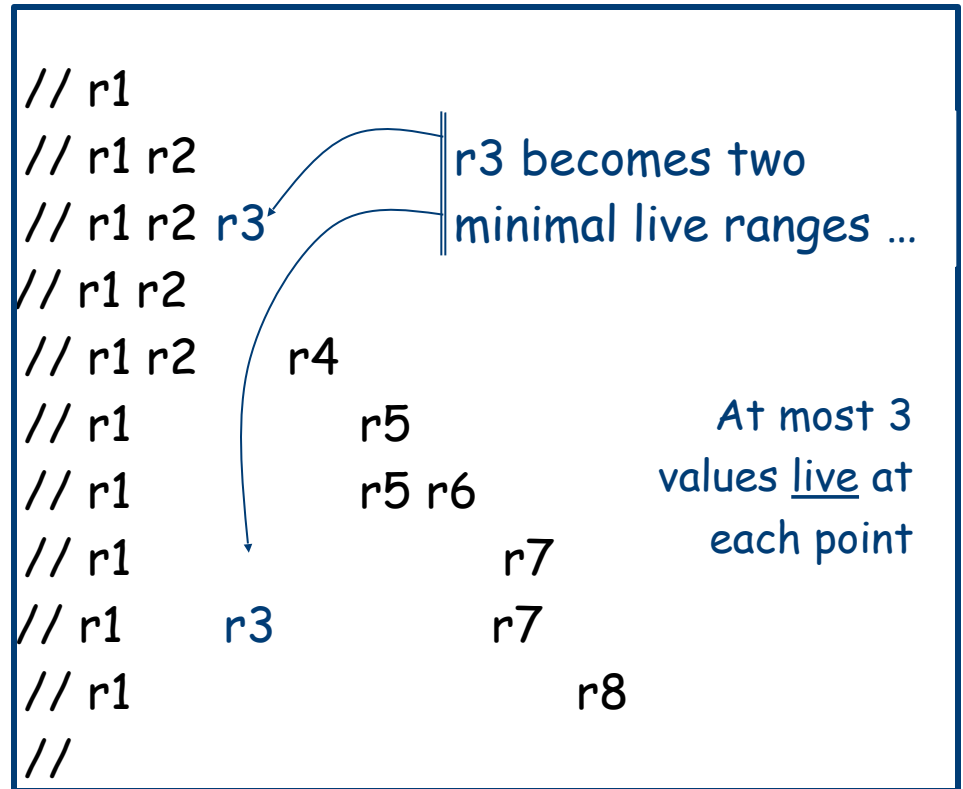 // r1
// r1 r2
// r1 r2 r3
// r1 r2
// r1 r2 r4
// r1 r5
// r1 r5 r6
// r1 r7
// r1 r3 r7
// r1 r8
//
r3 becomes two
minimal live ranges …
At most 3
values live at
each point